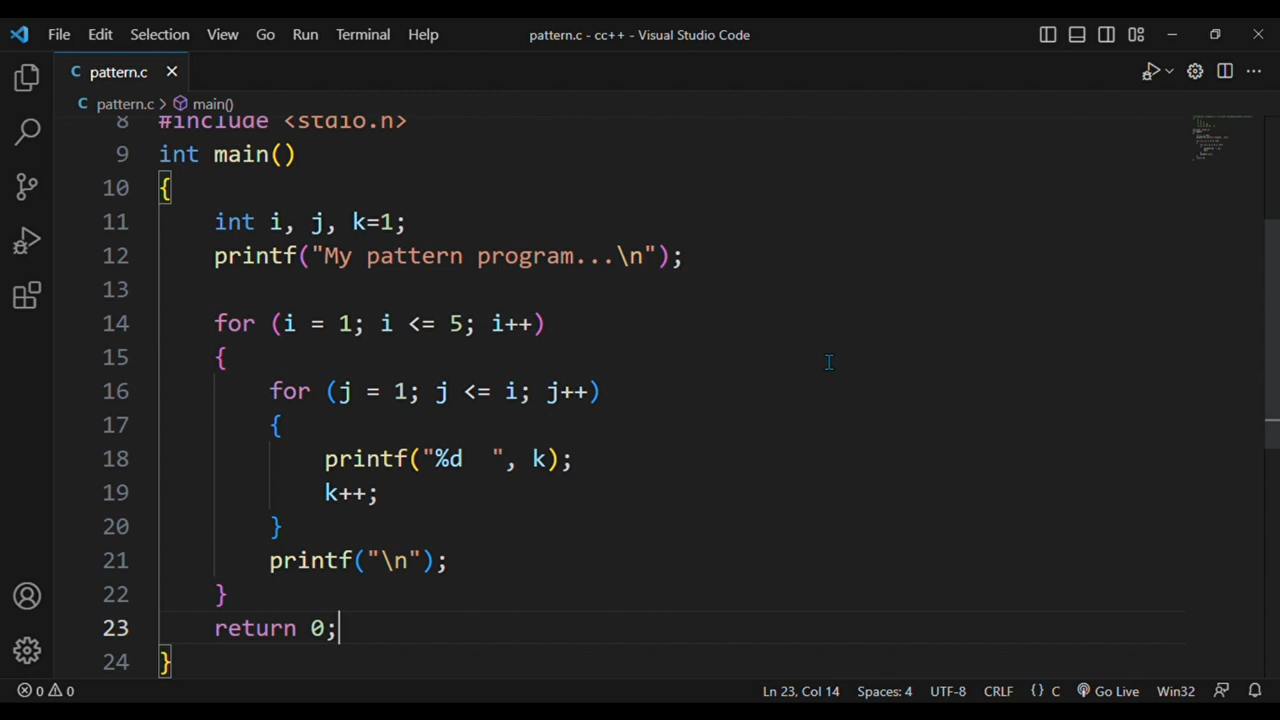 File Edit Selection View Go Run Terminal Help pattern.c - cc++ - Visual Studio Code
C pattern.c
C pattern.c > main()
8 #include <stdio.h>
9 int main()
10 {
11 int i, j, k=1;
12 printf("My pattern program...\n");
13
14 for (i = 1; i <= 5; i++)
15 {
16 for (j = 1; j <= i; j++)
17 {
18 printf("%d  ", k);
19 k++;
20 }
21 printf("\n");
22 }
23 return 0;
24 }
0 0 Ln 23, Col 14 Spaces: 4 UTF-8 CRLF {} C Go Live Win32